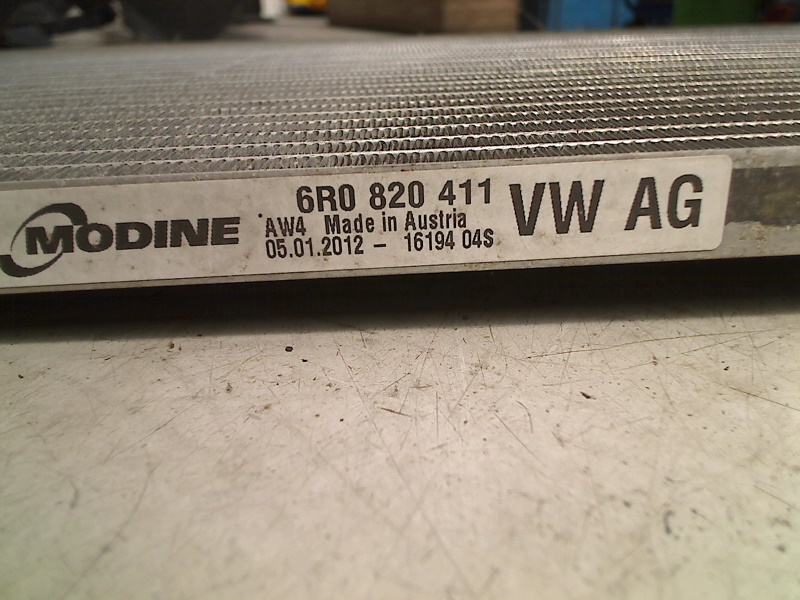 MODINE
6R0 820 411
AW4 Made in Austria
05.01.2012 – 16194 04S
VW AG